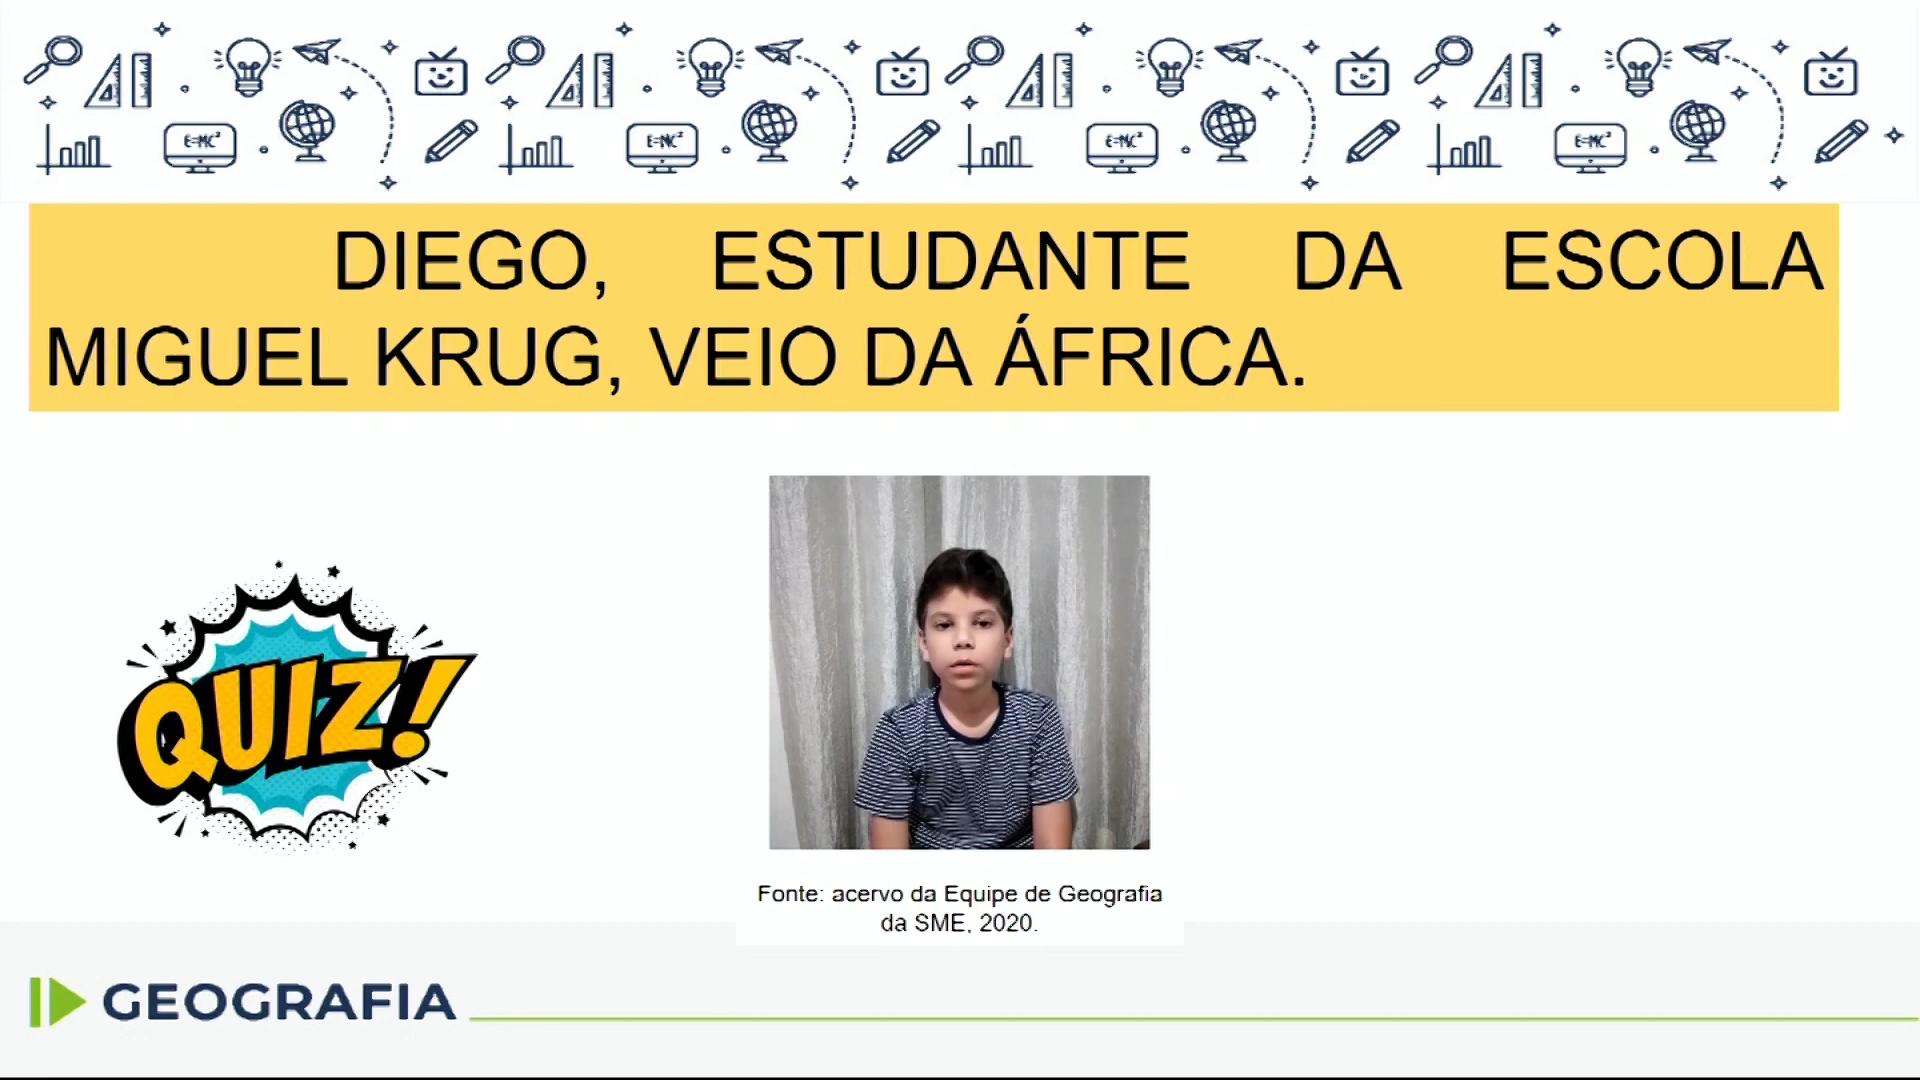 E=MC² E=MC² E=MC² E=MC²
DIEGO, ESTUDANTE DA ESCOLA
MIGUEL KRUG, VEIO DA ÁFRICA.
QUIZ!
Fonte: acervo da Equipe de Geografia
da SME, 2020.
GEOGRAFIA